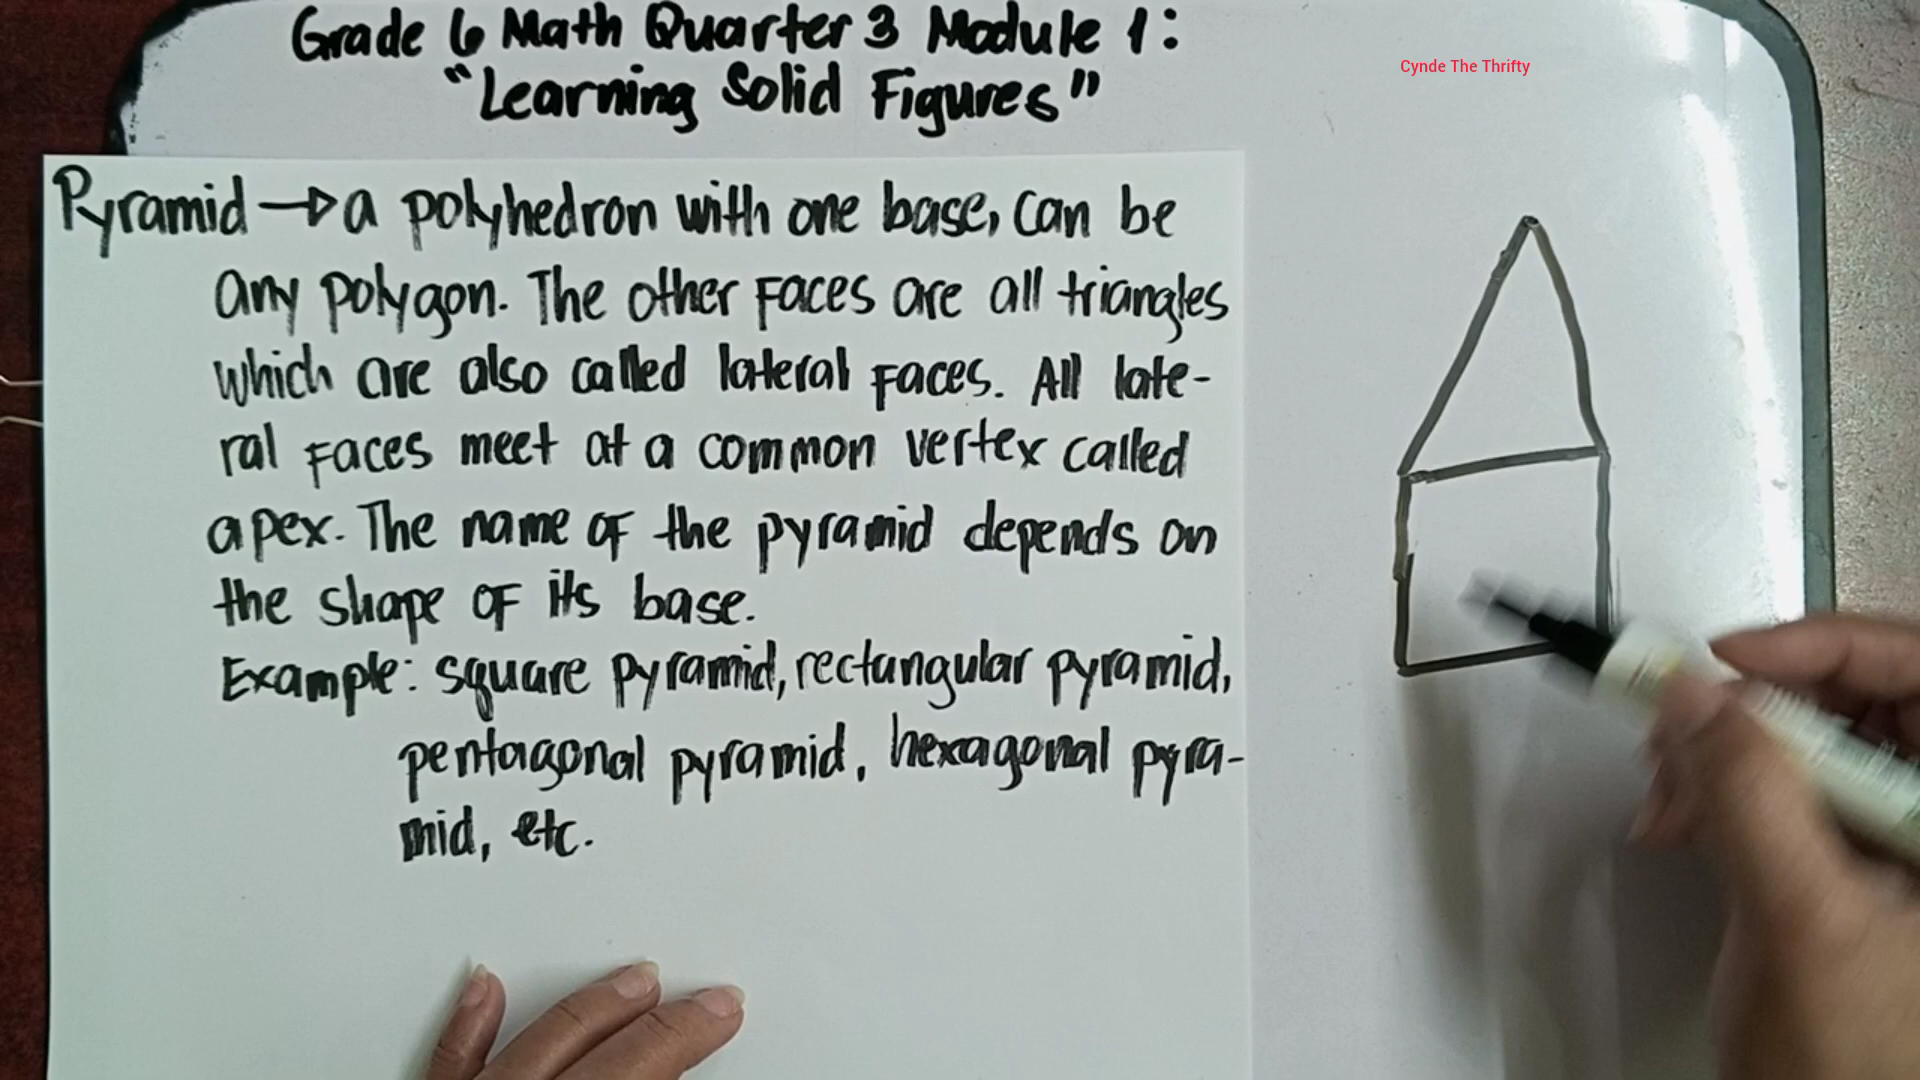 Grade 6 Math Quarter 3 Module 1:
"Learning Solid Figures"
Cynde The Thrifty
Pyramid → a polyhedron with one base, can be
any polygon. The other faces are all triangles
which are also called lateral faces. All late-
ral faces meet at a common vertex called
apex. The name of the pyramid depends on
the shape of its base.
Example: square pyramid, rectangular pyramid,
pentagonal pyramid, hexagonal pyra-
mid, etc.